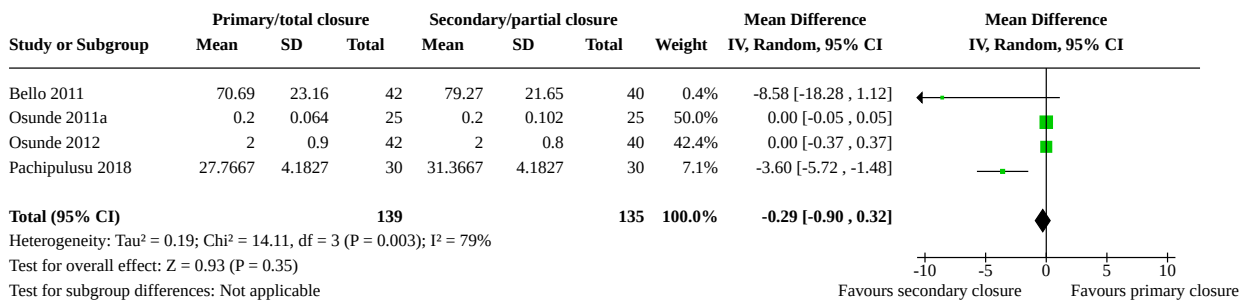 Primary/total closure Secondary/partial closure Mean Difference Mean Difference
Study or Subgroup Mean SD Total Mean SD Total Weight IV, Random, 95% CI IV, Random, 95% CI
Bello 2011 70.69 23.16 42 79.27 21.65 40 0.4% -8.58 [-18.28 , 1.12]
Osunde 2011a 0.2 0.064 25 0.2 0.102 25 50.0% 0.00 [-0.05 , 0.05]
Osunde 2012 2 0.9 42 2 0.8 40 42.4% 0.00 [-0.37 , 0.37]
Pachipulusu 2018 27.7667 4.1827 30 31.3667 4.1827 30 7.1% -3.60 [-5.72 , -1.48]
Total (95% CI) 139 135 100.0% -0.29 [-0.90 , 0.32]
Heterogeneity: Tau² = 0.19; Chi² = 14.11, df = 3 (P = 0.003); I² = 79%
Test for overall effect: Z = 0.93 (P = 0.35)
-10 -5 0 5 10
Test for subgroup differences: Not applicable Favours secondary closure Favours primary closure